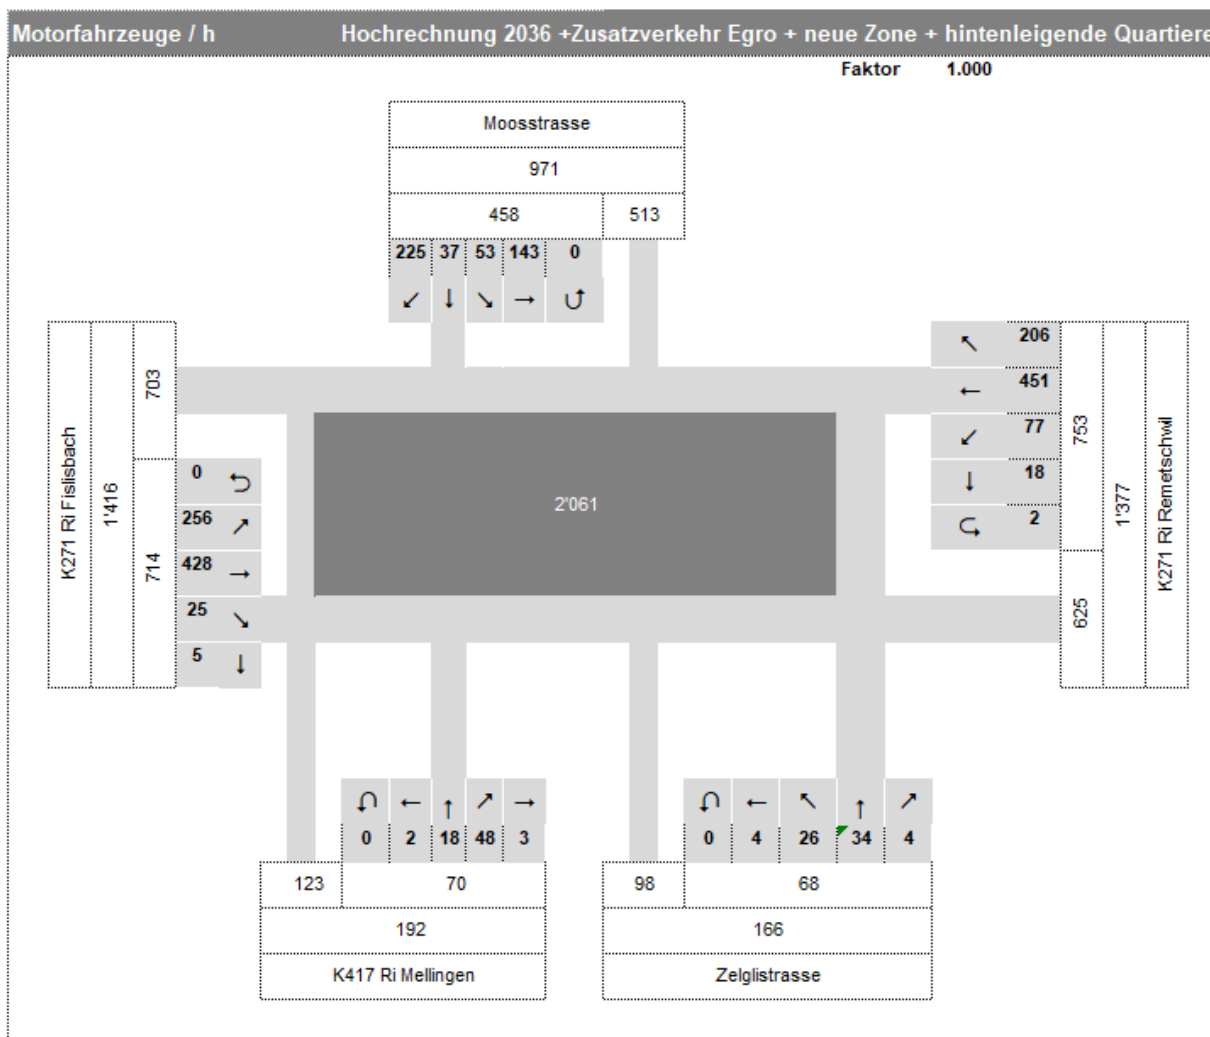 Motorfahrzeuge / h Hochrechnung 2036 +Zusatzverkehr Egro + neue Zone + hintenleigende Quartiere
Faktor 1.000
Moosstrasse
971
458 513
225 37 53 143 0
↙ ↓ ↘ → ⮍
K271 Ri Fislisbach
1'416
703
714
0
256
428
25
5
2'061
206
451
77
18
2
753
625
1'377
K271 Ri Remetschwil
0 2 18 48 3
123 70
192
K417 Ri Mellingen
0 4 26 34 4
98 68
166
Zelglistrasse